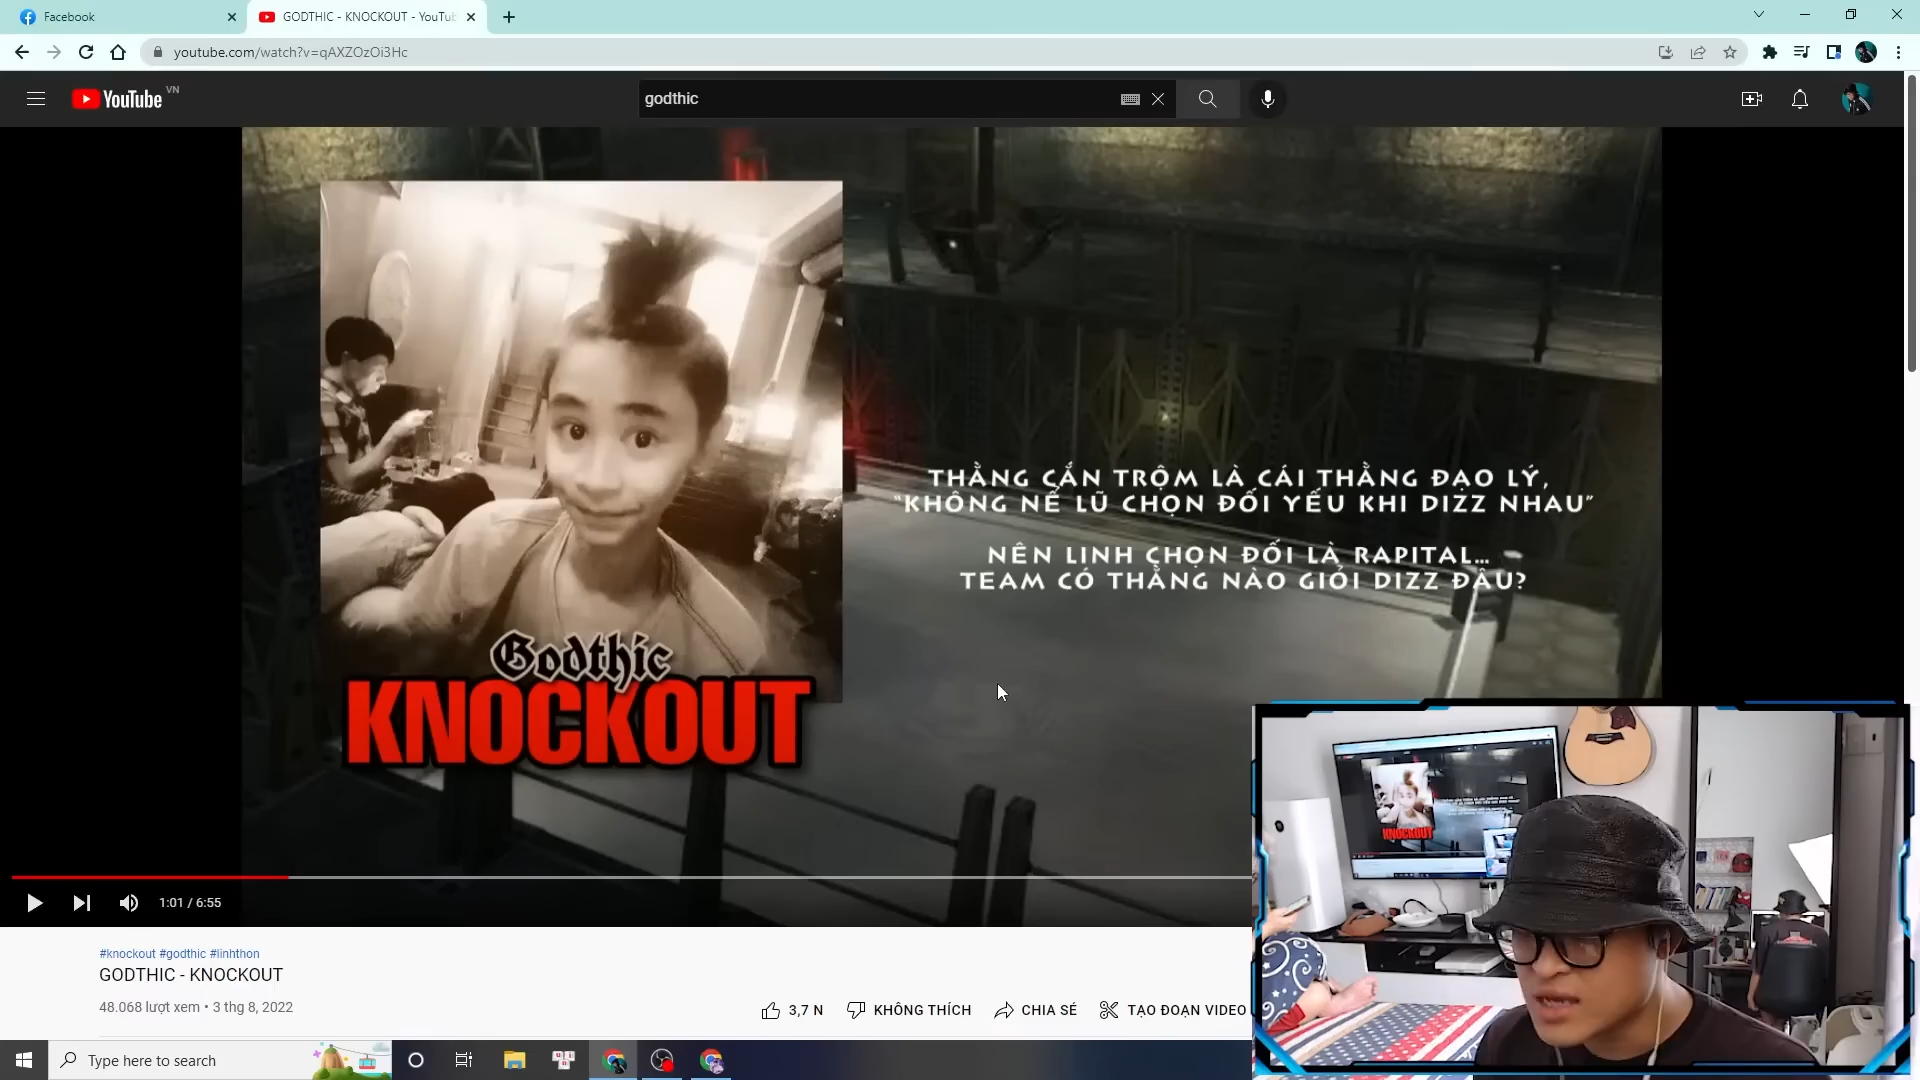 Facebook
GODTHIC - KNOCKOUT - YouTub
youtube.com/watch?v=qAXZOzOi3Hc
YouTube VN
godthic
THẰNG CẮN TRỘM LÀ CÁI THẰNG ĐẠO LÝ,
“KHÔNG NỂ LŨ CHỌN ĐỐI YẾU KHI DIZZ NHAU”
NÊN LINH CHỌN ĐỐI LÀ RAPITAL...
TEAM CÓ THẰNG NÀO GIỎI DIZZ ĐÂU?
Godthic
KNOCKOUT
1:01 / 6:55
#knockout #godthic #linhthon
GODTHIC - KNOCKOUT
48.068 lượt xem • 3 thg 8, 2022
3,7 N
KHÔNG THÍCH
CHIA SẺ
TẠO ĐOẠN VIDEO
KNOCKOUT
Type here to search